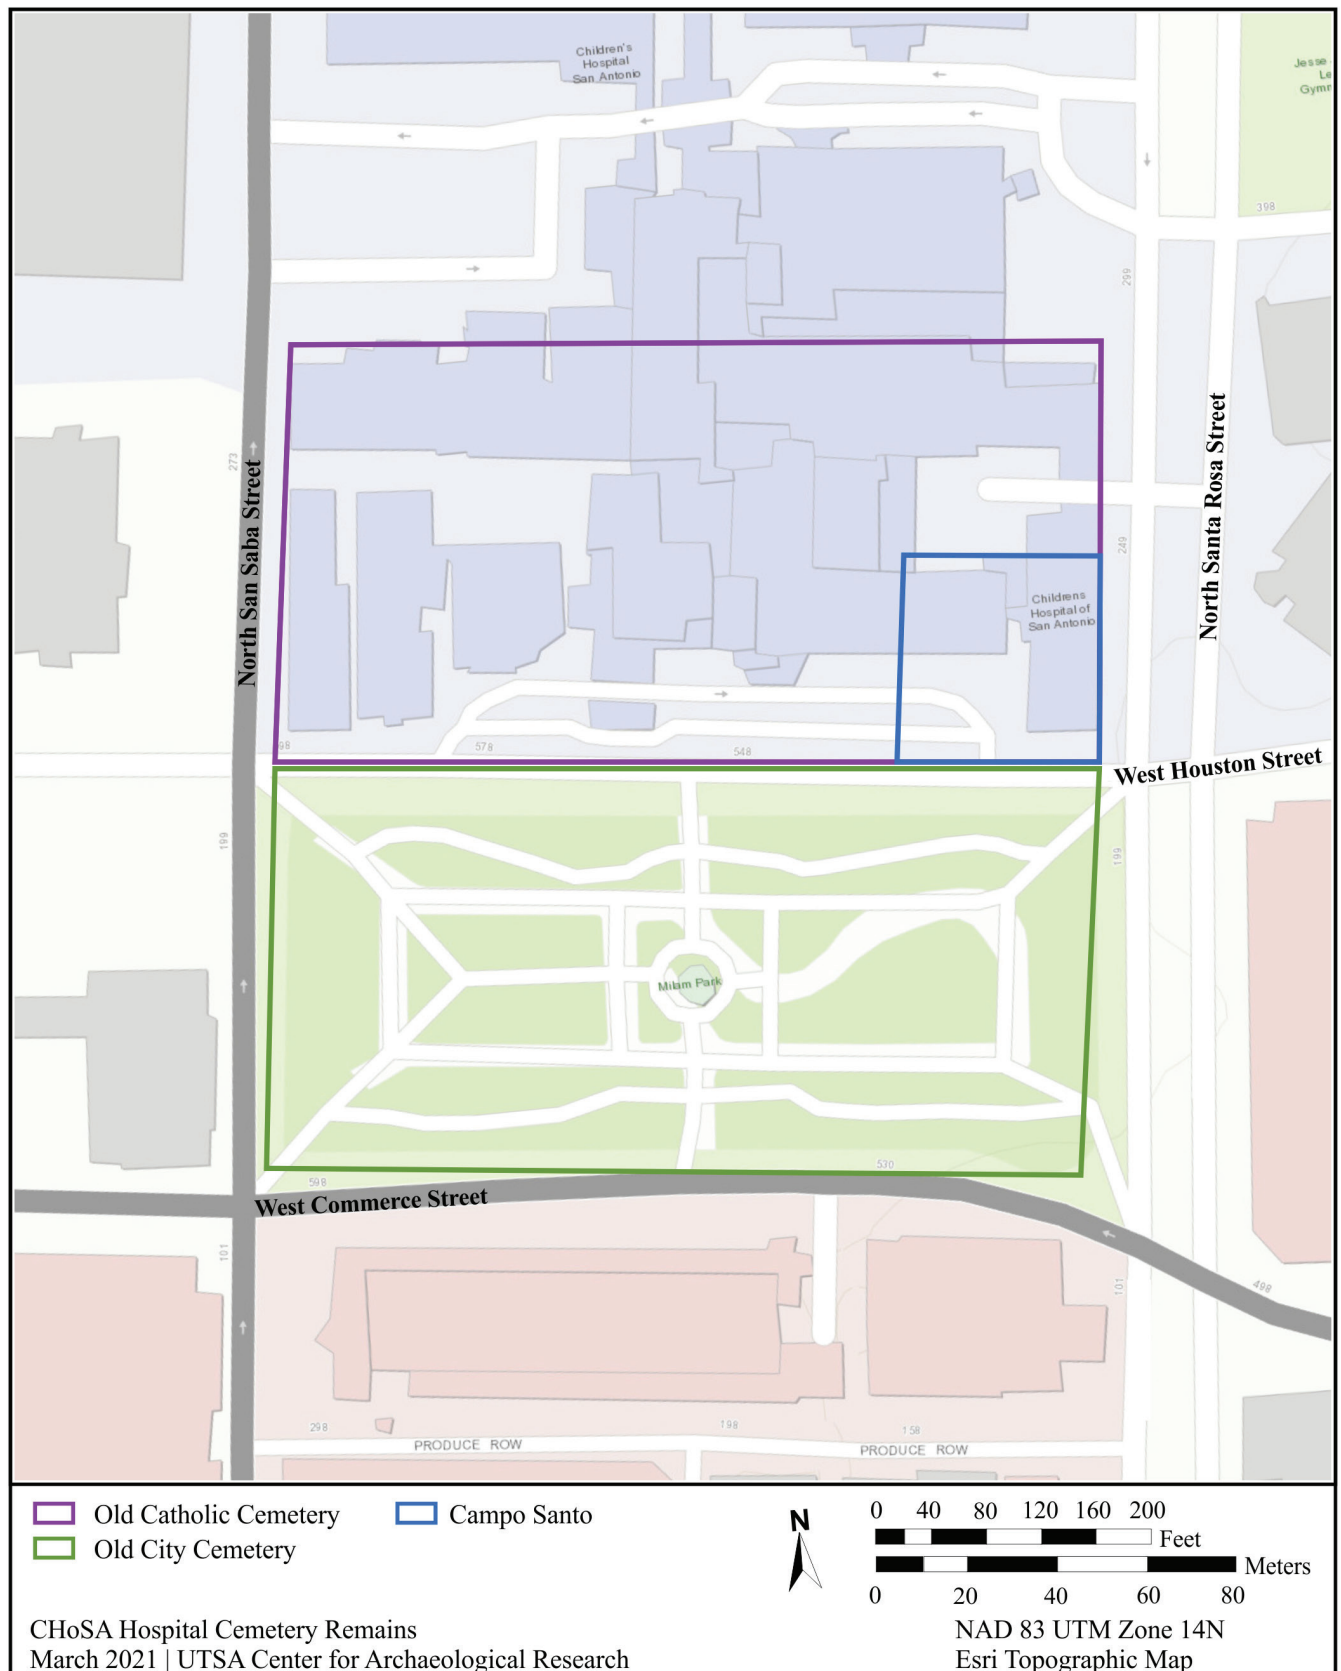 Children's
Hospital
San Antonio
Jesse
Le
Gymn
398
299
273
North San Saba Street
North Santa Rosa Street
249
Childrens
Hospital of
San Antonio
98
578
548
West Houston Street
199
199
Milam Park
530
598
West Commerce Street
101
101
498
298
198
158
PRODUCE ROW
PRODUCE ROW
Old Catholic Cemetery
Campo Santo
Old City Cemetery
N
0 40 80 120 160 200
Feet
Meters
0 20 40 60 80
CHoSA Hospital Cemetery Remains
NAD 83 UTM Zone 14N
March 2021 | UTSA Center for Archaeological Research
Esri Topographic Map